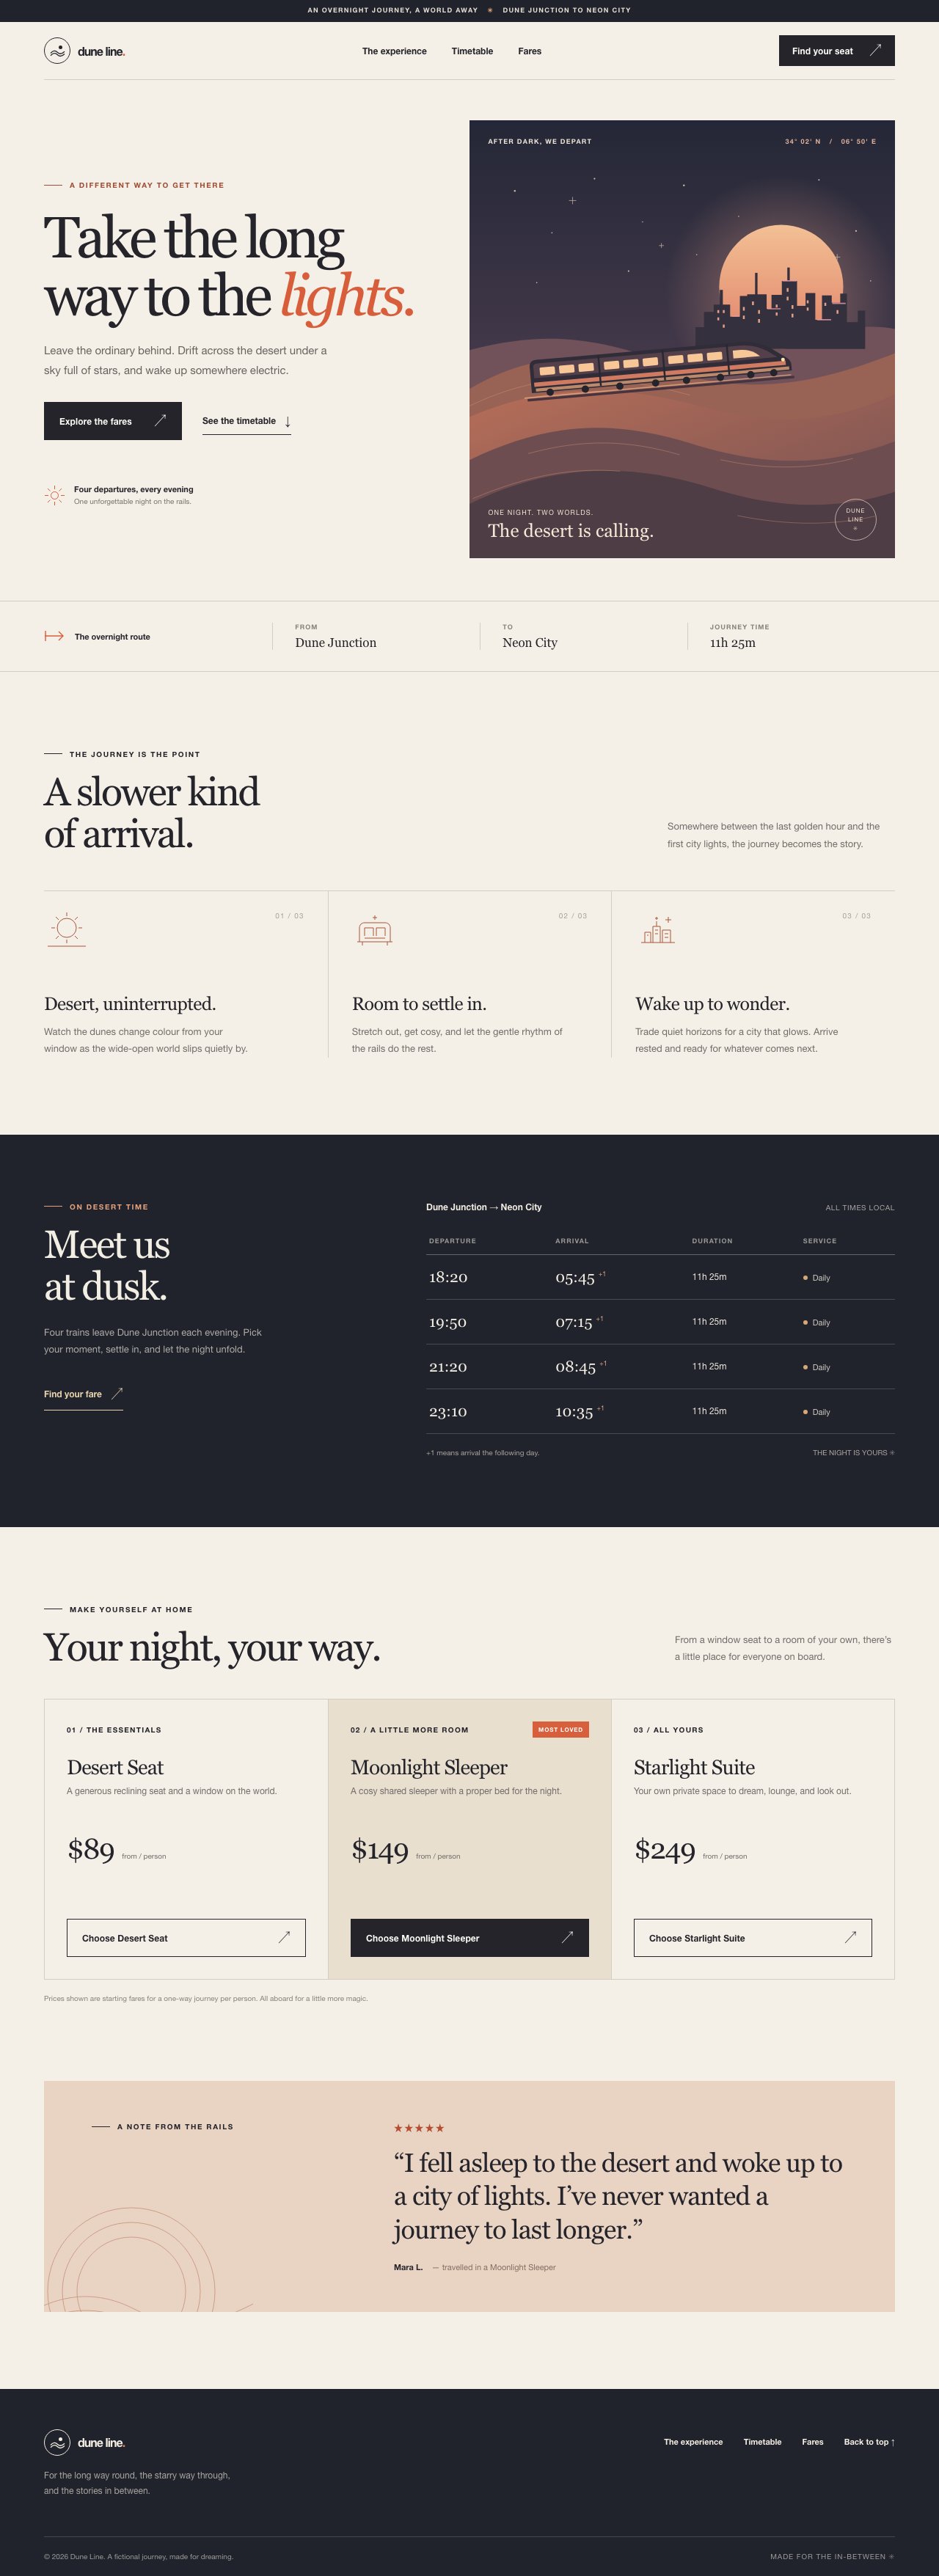 AN OVERNIGHT JOURNEY, A WORLD AWAY ✳ DUNE JUNCTION TO NEON CITY
dune line.
The experience
Timetable
Fares
Find your seat ↗
A DIFFERENT WAY TO GET THERE
Take the long
way to the lights.
Leave the ordinary behind. Drift across the desert under a
sky full of stars, and wake up somewhere electric.
Explore the fares ↗
See the timetable ↓
Four departures, every evening
One unforgettable night on the rails.
AFTER DARK, WE DEPART
34° 02' N / 06° 50' E
ONE NIGHT. TWO WORLDS.
The desert is calling.
DUNE
LINE
✳
The overnight route
FROM
Dune Junction
TO
Neon City
JOURNEY TIME
11h 25m
THE JOURNEY IS THE POINT
A slower kind
of arrival.
Somewhere between the last golden hour and the
first city lights, the journey becomes the story.
01 / 03
Desert, uninterrupted.
Watch the dunes change colour from your
window as the wide-open world slips quietly by.
02 / 03
Room to settle in.
Stretch out, get cosy, and let the gentle rhythm of
the rails do the rest.
03 / 03
Wake up to wonder.
Trade quiet horizons for a city that glows. Arrive
rested and ready for whatever comes next.
ON DESERT TIME
Meet us
at dusk.
Four trains leave Dune Junction each evening. Pick
your moment, settle in, and let the night unfold.
Find your fare ↗
Dune Junction → Neon City
ALL TIMES LOCAL
DEPARTURE ARRIVAL DURATION SERVICE
18:20 05:45 +1 11h 25m Daily
19:50 07:15 +1 11h 25m Daily
21:20 08:45 +1 11h 25m Daily
23:10 10:35 +1 11h 25m Daily
+1 means arrival the following day.
THE NIGHT IS YOURS ✳
MAKE YOURSELF AT HOME
Your night, your way.
From a window seat to a room of your own, there's
a little place for everyone on board.
01 / THE ESSENTIALS
Desert Seat
A generous reclining seat and a window on the world.
$89 from / person
Choose Desert Seat ↗
02 / A LITTLE MORE ROOM
MOST LOVED
Moonlight Sleeper
A cosy shared sleeper with a proper bed for the night.
$149 from / person
Choose Moonlight Sleeper ↗
03 / ALL YOURS
Starlight Suite
Your own private space to dream, lounge, and look out.
$249 from / person
Choose Starlight Suite ↗
Prices shown are starting fares for a one-way journey per person. All aboard for a little more magic.
A NOTE FROM THE RAILS
★★★★★
“I fell asleep to the desert and woke up to
a city of lights. I’ve never wanted a
journey to last longer.”
Mara L. — travelled in a Moonlight Sleeper
dune line.
For the long way round, the starry way through,
and the stories in between.
The experience
Timetable
Fares
Back to top ↑
© 2026 Dune Line. A fictional journey, made for dreaming.
MADE FOR THE IN-BETWEEN ✳